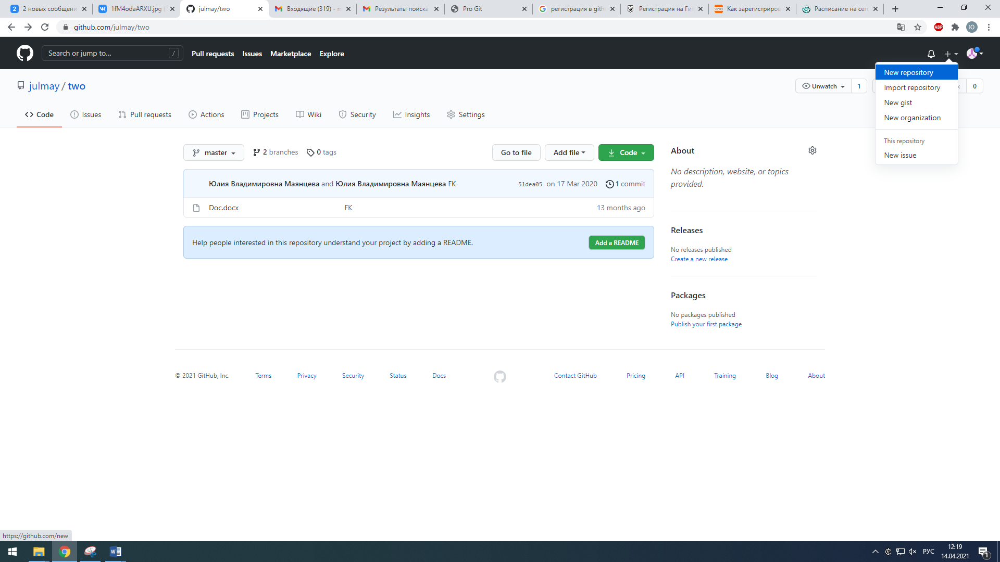 2 новых сообщени
1fM4odaARXU.jpg
julmay/two
Входящие (319) - m
Результаты поиска
Pro Git
регистрация в gith
Регистрация на Гит
Как зарегистриров
Расписание на сего
github.com/julmay/two
ABP
Ю
Search or jump to...
/
Pull requests
Issues
Marketplace
Explore
New repository
Import repository
New gist
New organization
This repository
New issue
julmay / two
Unwatch
1
0
Code
Issues
Pull requests
Actions
Projects
Wiki
Security
Insights
Settings
master
2 branches
0 tags
Go to file
Add file
Code
About
No description, website, or topics
provided.
Юлия Владимировна Маянцева and Юлия Владимировна Маянцева FK
51dea05 on 17 Mar 2020
1 commit
Doc.docx
FK
13 months ago
Help people interested in this repository understand your project by adding a README.
Add a README
Releases
No releases published
Create a new release
Packages
No packages published
Publish your first package
© 2021 GitHub, Inc.
Terms
Privacy
Security
Status
Docs
Contact GitHub
Pricing
API
Training
Blog
About
https://github.com/new
РУС
12:19
14.04.2021
1